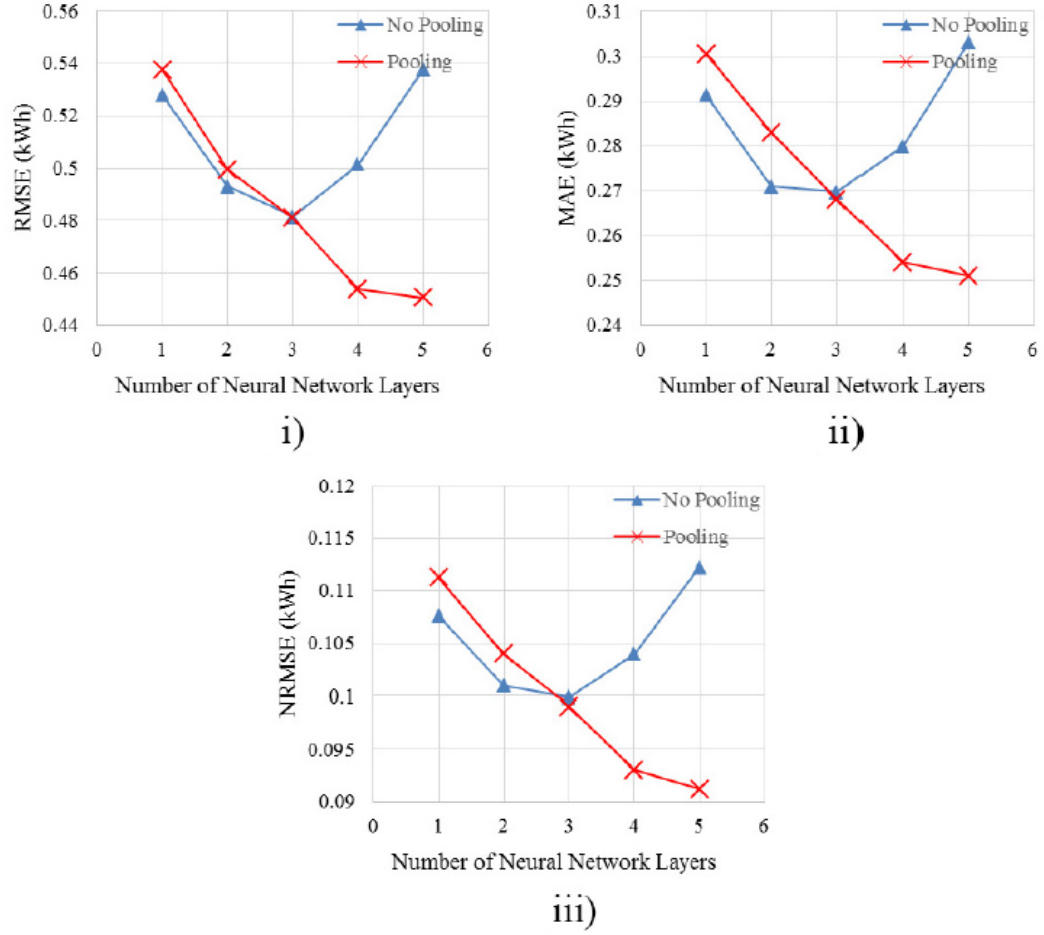 0.56
No Pooling
0.54
Pooling
0.52
0.5
0.48
0.46
0.44
RMSE (kWh)
0 1 2 3 4 5 6
Number of Neural Network Layers
i)
0.31
No Pooling
0.3
Pooling
0.29
0.28
0.27
0.26
0.25
0.24
MAE (kWh)
0 1 2 3 4 5 6
Number of Neural Network Layers
ii)
0.12
No Pooling
0.115
Pooling
0.11
0.105
0.1
0.095
0.09
NRMSE (kWh)
0 1 2 3 4 5 6
Number of Neural Network Layers
iii)